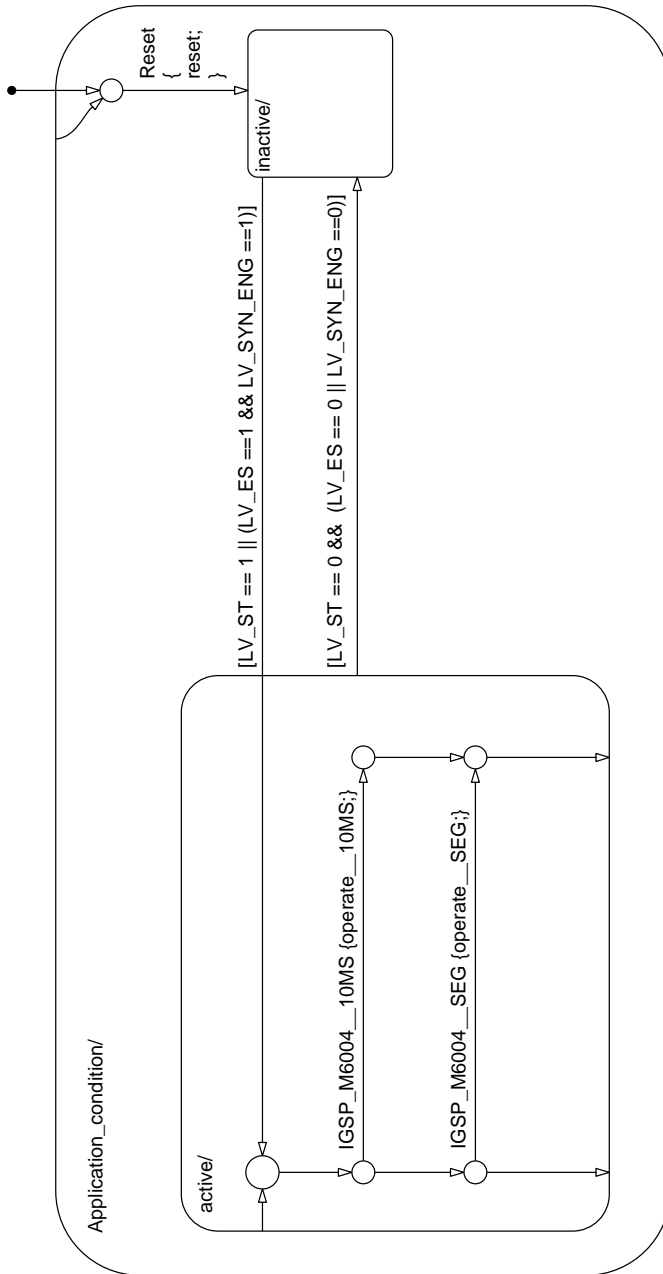 Application_condition/
Reset
{
reset;
}
inactive/
[LV_ST == 1 || (LV_ES ==1 && LV_SYN_ENG ==1)]
[LV_ST == 0 &&  (LV_ES == 0 || LV_SYN_ENG ==0)]
active/
IGSP_M6004__10MS {operate__10MS;}
IGSP_M6004__SEG {operate__SEG;}